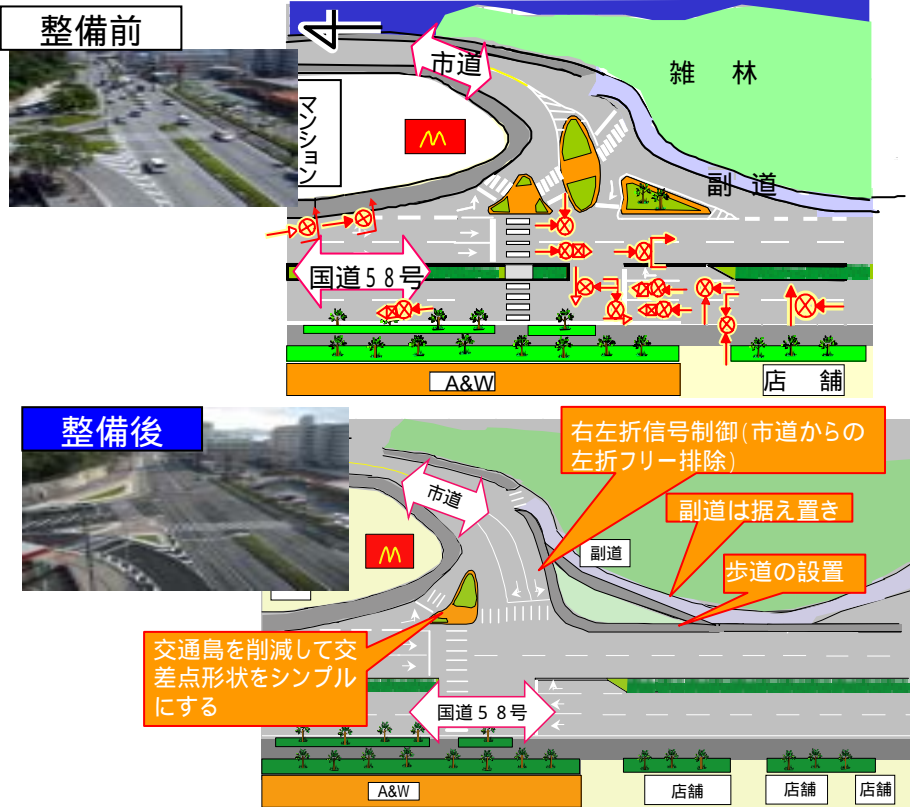 整備前
市道
雑 林
マンション
副 道
国道58号
A&W
店 舗
整備後
右左折信号制御(市道からの
左折フリー排除)
市道
副道は据え置き
副道
歩道の設置
交通島を削減して交
差点形状をシンプル
にする
国道58号
A&W
店舗
店舗
店舗